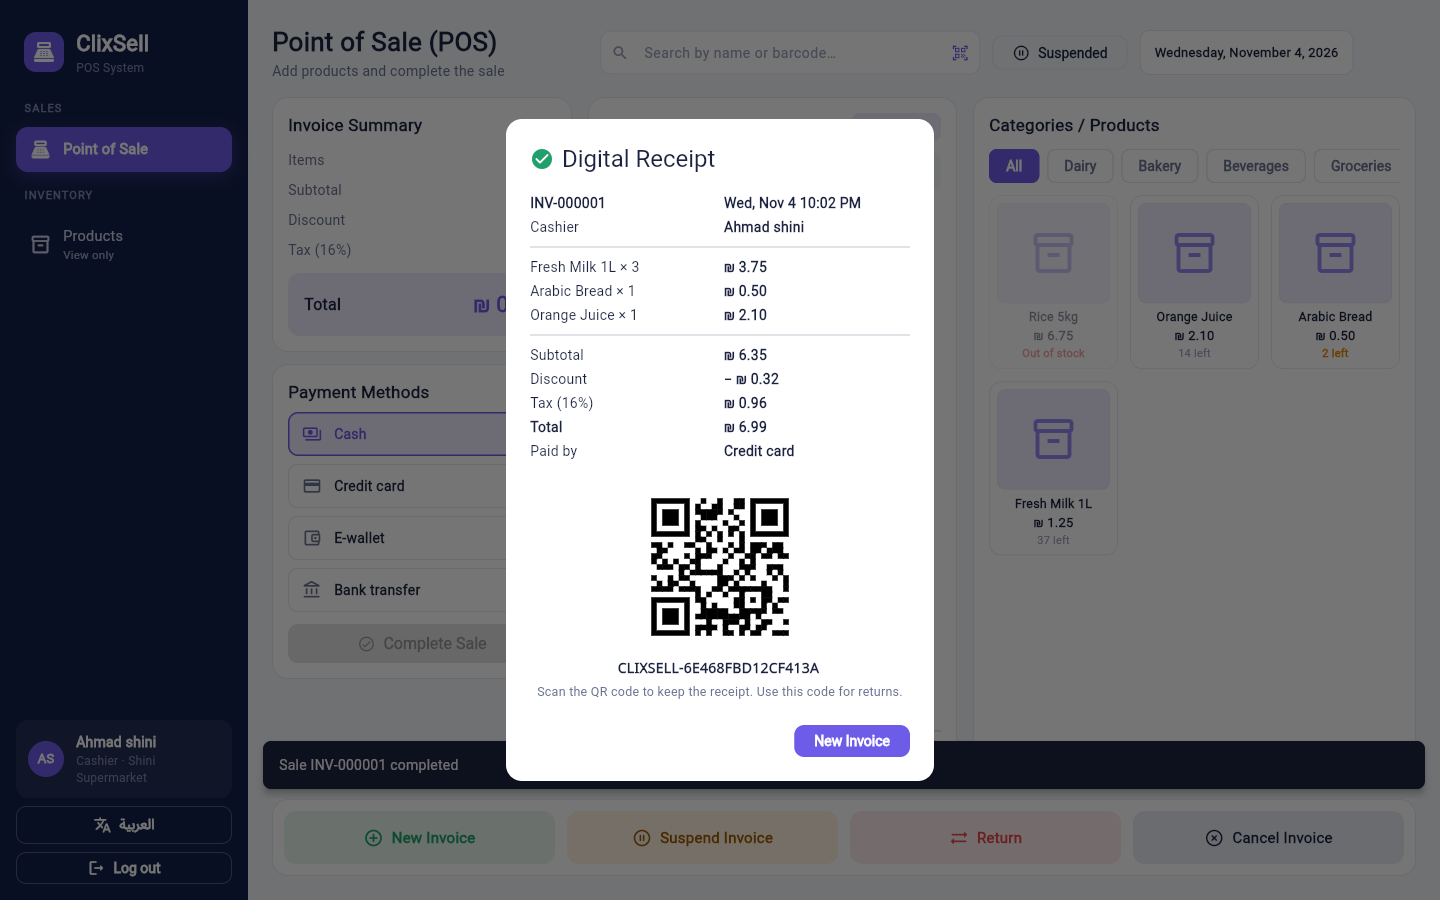 ClixSell
POS System
SALES
Point of Sale
INVENTORY
Products
View only
Ahmad shini
AS
Cashier · Shini
Supermarket
العربية
Log out
Point of Sale (POS)
Add products and complete the sale
Search by name or barcode…
Suspended
Wednesday, November 4, 2026
Invoice Summary
Items
Subtotal
Discount
Tax (16%)
Total ₪ 0
Payment Methods
Cash
Credit card
E-wallet
Bank transfer
Complete Sale
Digital Receipt
INV-000001 Wed, Nov 4 10:02 PM
Cashier Ahmad shini
Fresh Milk 1L × 3 ₪ 3.75
Arabic Bread × 1 ₪ 0.50
Orange Juice × 1 ₪ 2.10
Subtotal ₪ 6.35
Discount − ₪ 0.32
Tax (16%) ₪ 0.96
Total ₪ 6.99
Paid by Credit card
CLIXSELL-6E468FBD12CF413A
Scan the QR code to keep the receipt. Use this code for returns.
New Invoice
Categories / Products
All Dairy Bakery Beverages Groceries
Rice 5kg
₪ 6.75
Out of stock
Orange Juice
₪ 2.10
14 left
Arabic Bread
₪ 0.50
2 left
Fresh Milk 1L
₪ 1.25
37 left
Sale INV-000001 completed
New Invoice
Suspend Invoice
Return
Cancel Invoice